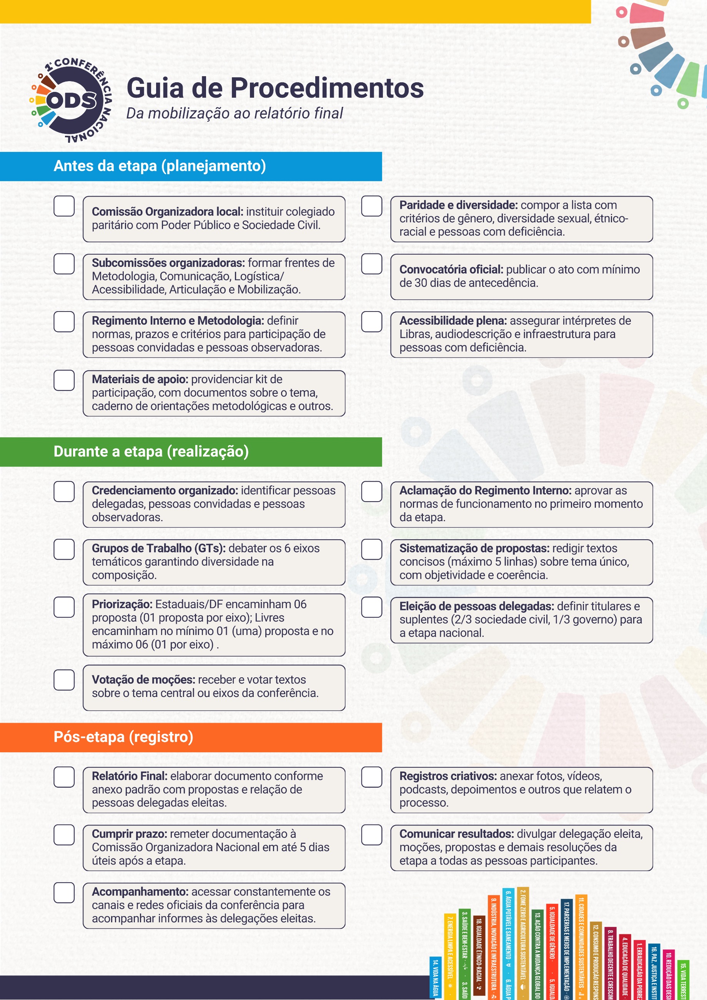 1ª CONFERÊNCIA NACIONAL
ODS
Guia de Procedimentos
Da mobilização ao relatório final
Antes da etapa (planejamento)
Comissão Organizadora local: instituir colegiado
paritário com Poder Público e Sociedade Civil.
Paridade e diversidade: compor a lista com
critérios de gênero, diversidade sexual, étnico-
racial e pessoas com deficiência.
Subcomissões organizadoras: formar frentes de
Metodologia, Comunicação, Logística/
Acessibilidade, Articulação e Mobilização.
Convocatória oficial: publicar o ato com mínimo
de 30 dias de antecedência.
Regimento Interno e Metodologia: definir
normas, prazos e critérios para participação de
pessoas convidadas e pessoas observadoras.
Acessibilidade plena: assegurar intérpretes de
Libras, audiodescrição e infraestrutura para
pessoas com deficiência.
Materiais de apoio: providenciar kit de
participação, com documentos sobre o tema,
caderno de orientações metodológicas e outros.
Durante a etapa (realização)
Credenciamento organizado: identificar pessoas
delegadas, pessoas convidadas e pessoas
observadoras.
Aclamação do Regimento Interno: aprovar as
normas de funcionamento no primeiro momento
da etapa.
Grupos de Trabalho (GTs): debater os 6 eixos
temáticos garantindo diversidade na
composição.
Sistematização de propostas: redigir textos
concisos (máximo 5 linhas) sobre tema único,
com objetividade e coerência.
Priorização: Estaduais/DF encaminham 06
proposta (01 proposta por eixo); Livres
encaminham no mínimo 01 (uma) proposta e no
máximo 06 (01 por eixo) .
Eleição de pessoas delegadas: definir titulares e
suplentes (2/3 sociedade civil, 1/3 governo) para
a etapa nacional.
Votação de moções: receber e votar textos
sobre o tema central ou eixos da conferência.
Pós-etapa (registro)
Relatório Final: elaborar documento conforme
anexo padrão com propostas e relação de
pessoas delegadas eleitas.
Registros criativos: anexar fotos, vídeos,
podcasts, depoimentos e outros que relatem o
processo.
Cumprir prazo: remeter documentação à
Comissão Organizadora Nacional em até 5 dias
úteis após a etapa.
Comunicar resultados: divulgar delegação eleita,
moções, propostas e demais resoluções da
etapa a todas as pessoas participantes.
Acompanhamento: acessar constantemente os
canais e redes oficiais da conferência para
acompanhar informes às delegações eleitas.
14. VIDA NA ÁGUA
7. ENERGIA LIMPA E ACESSÍVEL ·
3. SAÚDE E BEM-ESTAR · · 3. SAÚD
18. IGUALDADE ÉTNICO-RACIAL ·
9. INDÚSTRIA, INOVAÇÃO E INFRAESTRUTURA ·
6. ÁGUA POTÁVEL E SANEAMENTO · · 6. ÁGUA P
2. FOME ZERO E AGRICULTURA SUSTENTÁVEL ·
13. AÇÃO CONTRA A MUDANÇA GLOBAL DO
5. IGUALDADE DE GÊNERO · · 5. IGUALDA
17. PARCERIAS E MEIOS DE IMPLEMENTAÇÃO ·
11. CIDADES E COMUNIDADES SUSTENTÁVEIS ·
12. CONSUMO E PRODUÇÃO RESPONS
8. TRABALHO DECENTE E CRESCIM
4. EDUCAÇÃO DE QUALIDADE ·
1. ERRADICAÇÃO DA POBREZ
16. PAZ, JUSTIÇA E INSTIT
10. REDUÇÃO DAS DESI
15. VIDA TERREST